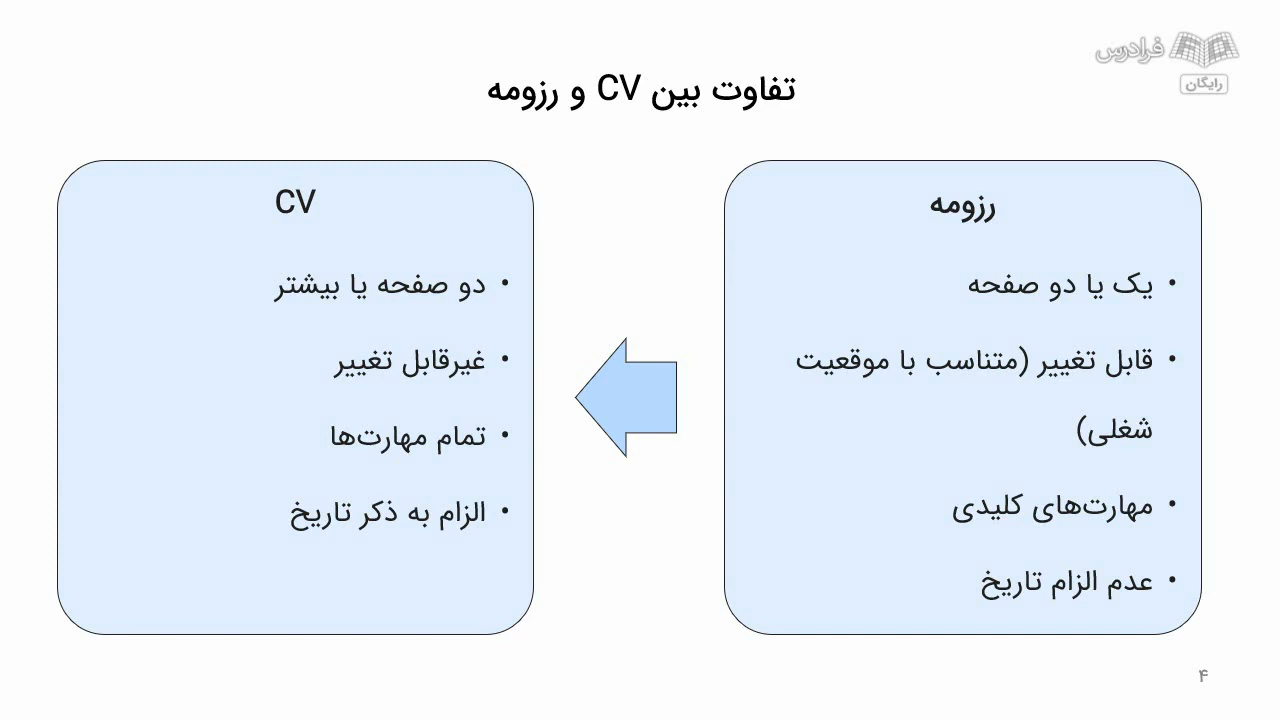 فرادرس
رایگان
تفاوت بین CV و رزومه
رزومه
• یک یا دو صفحه
• قابل تغییر (متناسب با موقعیت
شغلی)
• مهارت‌های کلیدی
• عدم الزام تاریخ
CV
• دو صفحه یا بیشتر
• غیرقابل تغییر
• تمام مهارت‌ها
• الزام به ذکر تاریخ
۴